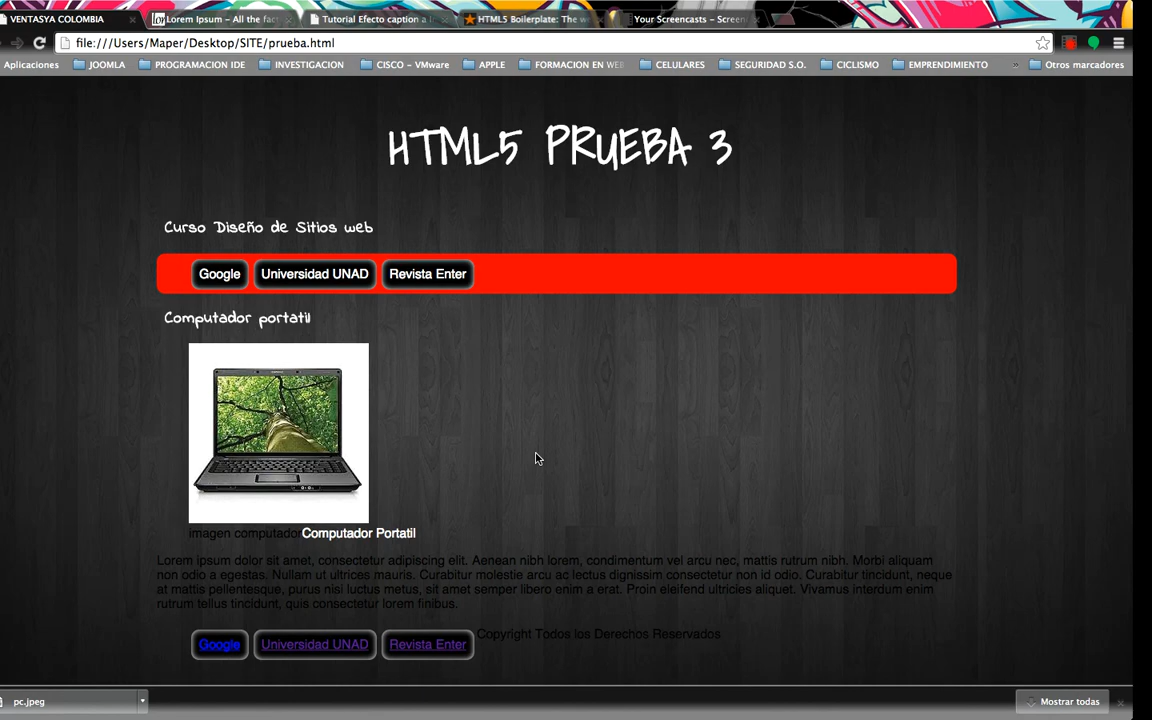 VENTASYA COLOMBIA
Lorem Ipsum – All the fact
Tutorial Efecto caption a
HTML5 Boilerplate: The w
Your Screencasts – Screen
file:///Users/Maper/Desktop/SITE/prueba.html
Aplicaciones JOOMLA PROGRAMACION IDE INVESTIGACION CISCO – VMware APPLE FORMACION EN WEB CELULARES SEGURIDAD S.O. CICLISMO EMPRENDIMIENTO » Otros marcadores
HTML5 PRUEBA 3
Curso Diseño de Sitios web
Google Universidad UNAD Revista Enter
Computador portatil
imagen computadorComputador Portatil
Lorem ipsum dolor sit amet, consectetur adipiscing elit. Aenean nibh lorem, condimentum vel arcu nec, mattis rutrum nibh. Morbi aliquam
non odio a egestas. Nullam ut ultrices mauris. Curabitur molestie arcu ac lectus dignissim consectetur non id odio. Curabitur tincidunt, neque
at mattis pellentesque, purus nisi luctus metus, sit amet semper libero enim a erat. Proin eleifend ultricies aliquet. Vivamus interdum enim
rutrum tellus tincidunt, quis consectetur lorem finibus.
Google Universidad UNAD Revista Enter Copyright Todos los Derechos Reservados
pc.jpeg
Mostrar todas